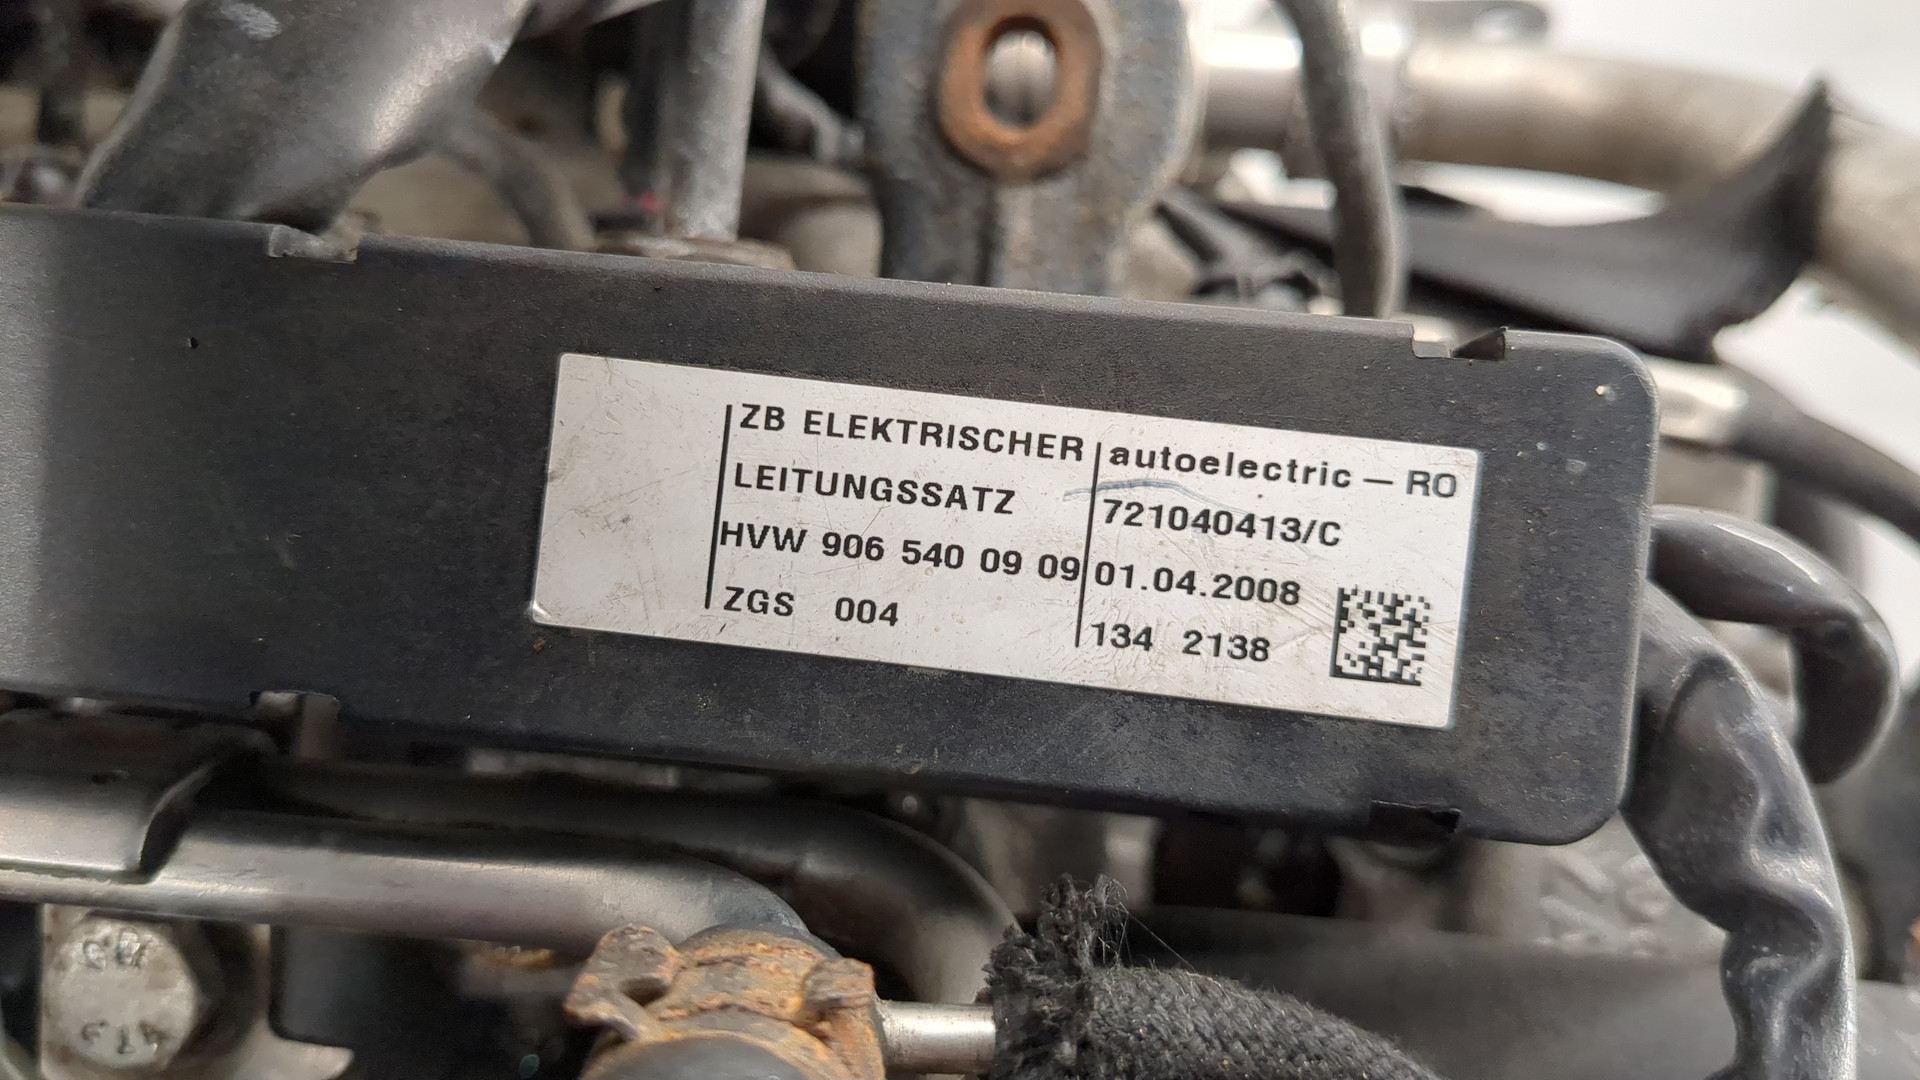 ZB ELEKTRISCHER
LEITUNGSSATZ
HVW 906 540 09 09
ZGS 004
autoelectric – RO
721040413/C
01.04.2008
134 2138